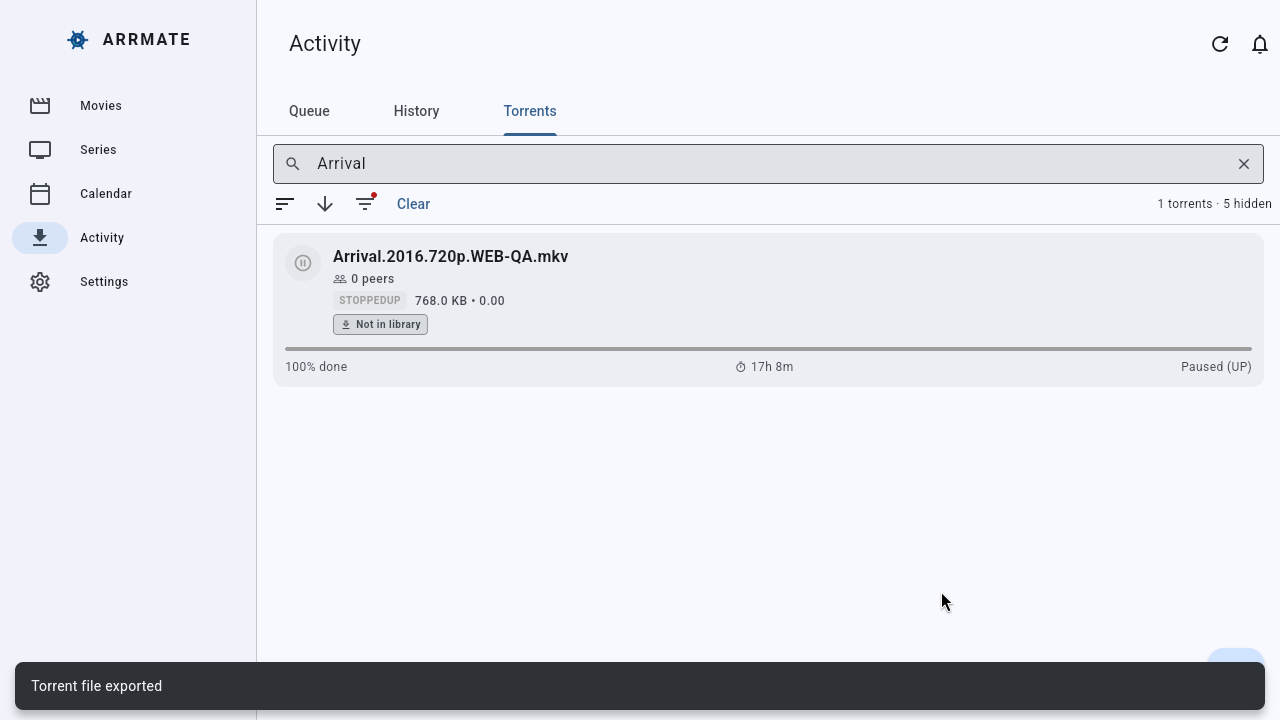 ARRMATE
Activity
Movies
Series
Calendar
Activity
Settings
Queue
History
Torrents
Arrival
Clear
1 torrents · 5 hidden
Arrival.2016.720p.WEB-QA.mkv
0 peers
STOPPEDUP 768.0 KB • 0.00
Not in library
100% done
17h 8m
Paused (UP)
Torrent file exported